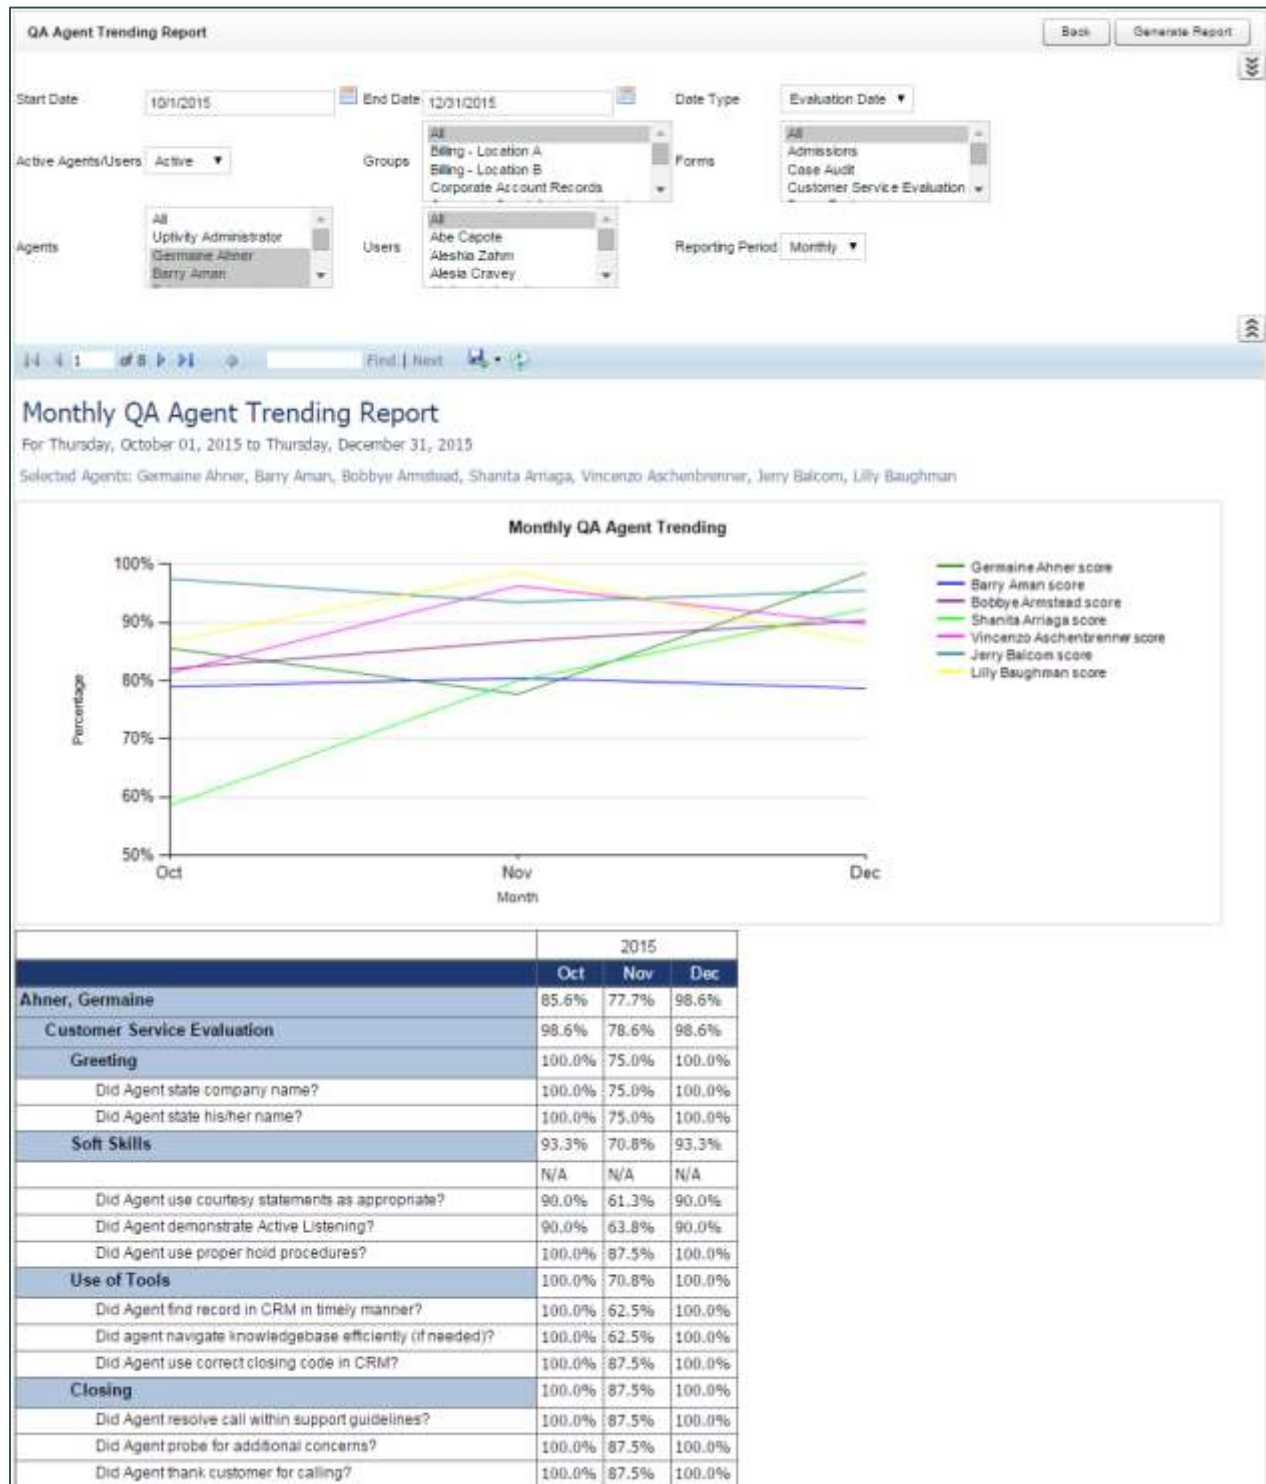 QA Agent Trending Report Back Generate Report
Start Date 10/1/2015 End Date 12/31/2015 Date Type Evaluation Date
Active Agents/Users Active Groups All Forms All
Billing - Location A Admissions
Billing - Location B Case Audit
Corporate Account Records Customer Service Evaluation
Agents All Users All Reporting Period Monthly
Uptivity Administrator Abe Capote
Germaine Ahner Aleshia Zahm
Barry Aman Alesia Cravey
1 of 8 Find | Next
Monthly QA Agent Trending Report
For Thursday, October 01, 2015 to Thursday, December 31, 2015
Selected Agents: Germaine Ahner, Barry Aman, Bobbye Armstead, Shanita Arriaga, Vincenzo Aschenbrenner, Jerry Balcom, Lilly Baughman
Monthly QA Agent Trending
100%
90%
80%
70%
60%
50%
Percentage
Oct Nov Dec
Month
Germaine Ahner score
Barry Aman score
Bobbye Armstead score
Shanita Arriaga score
Vincenzo Aschenbrenner score
Jerry Balcom score
Lilly Baughman score
2015
Oct Nov Dec
Ahner, Germaine 85.6% 77.7% 98.6%
Customer Service Evaluation 98.6% 78.6% 98.6%
Greeting 100.0% 75.0% 100.0%
Did Agent state company name? 100.0% 75.0% 100.0%
Did Agent state his/her name? 100.0% 75.0% 100.0%
Soft Skills 93.3% 70.8% 93.3%
N/A N/A N/A
Did Agent use courtesy statements as appropriate? 90.0% 61.3% 90.0%
Did Agent demonstrate Active Listening? 90.0% 63.8% 90.0%
Did Agent use proper hold procedures? 100.0% 87.5% 100.0%
Use of Tools 100.0% 70.8% 100.0%
Did Agent find record in CRM in timely manner? 100.0% 62.5% 100.0%
Did agent navigate knowledgebase efficiently (if needed)? 100.0% 62.5% 100.0%
Did Agent use correct closing code in CRM? 100.0% 87.5% 100.0%
Closing 100.0% 87.5% 100.0%
Did Agent resolve call within support guidelines? 100.0% 87.5% 100.0%
Did Agent probe for additional concerns? 100.0% 87.5% 100.0%
Did Agent thank customer for calling? 100.0% 87.5% 100.0%